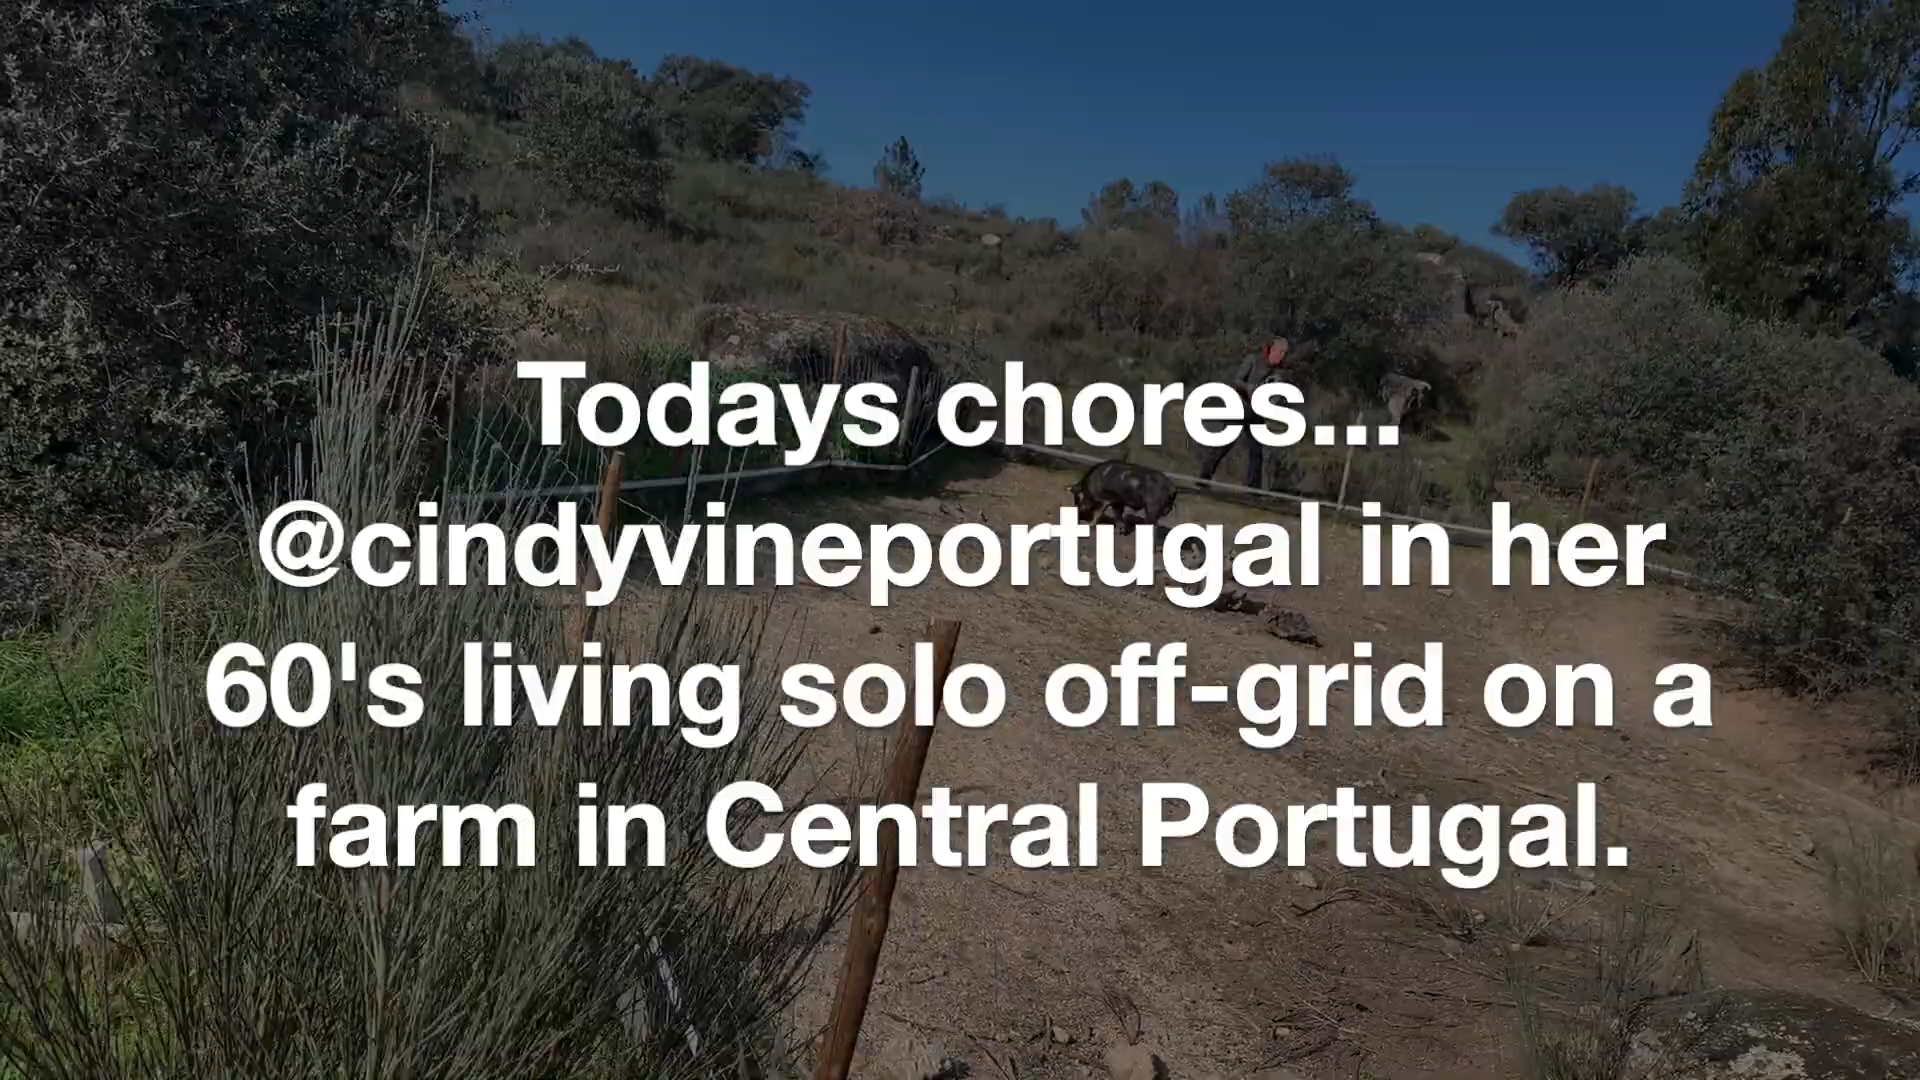 Todays chores...
@cindyvineportugal in her
60's living solo off-grid on a
farm in Central Portugal.